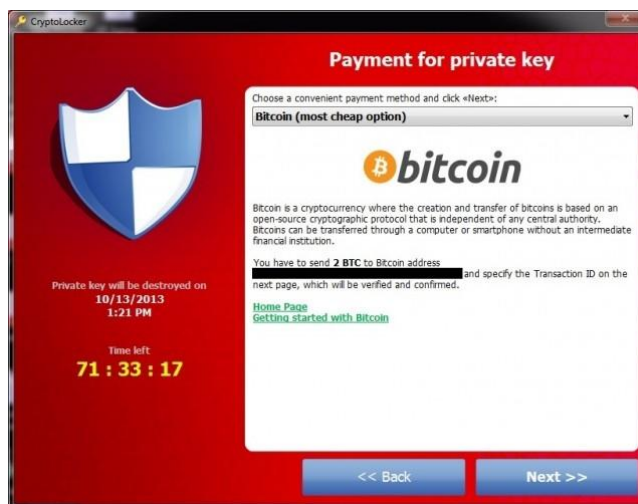 CryptoLocker
Payment for private key
Choose a convenient payment method and click «Next»:
Bitcoin (most cheap option)
bitcoin
Bitcoin is a cryptocurrency where the creation and transfer of bitcoins is based on an
open-source cryptographic protocol that is independent of any central authority.
Bitcoins can be transferred through a computer or smartphone without an intermediate
financial institution.
You have to send 2 BTC to Bitcoin address
and specify the Transaction ID on the
next page, which will be verified and confirmed.
Home Page
Getting started with Bitcoin
Private key will be destroyed on
10/13/2013
1:21 PM
Time left
71 : 33 : 17
<< Back
Next >>